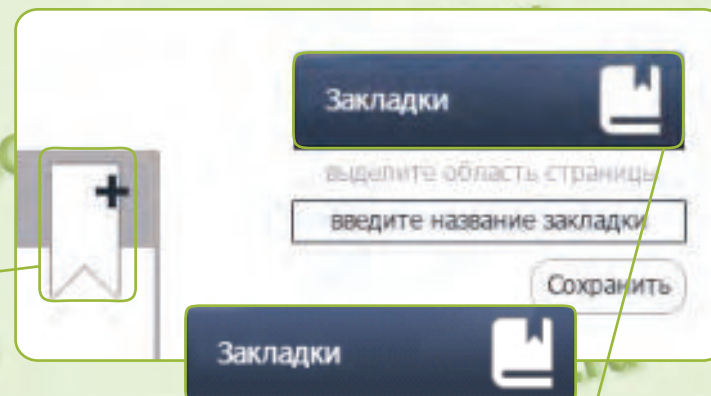 Закладки
выделите область страницы
введите название закладки
Сохранить
Закладки